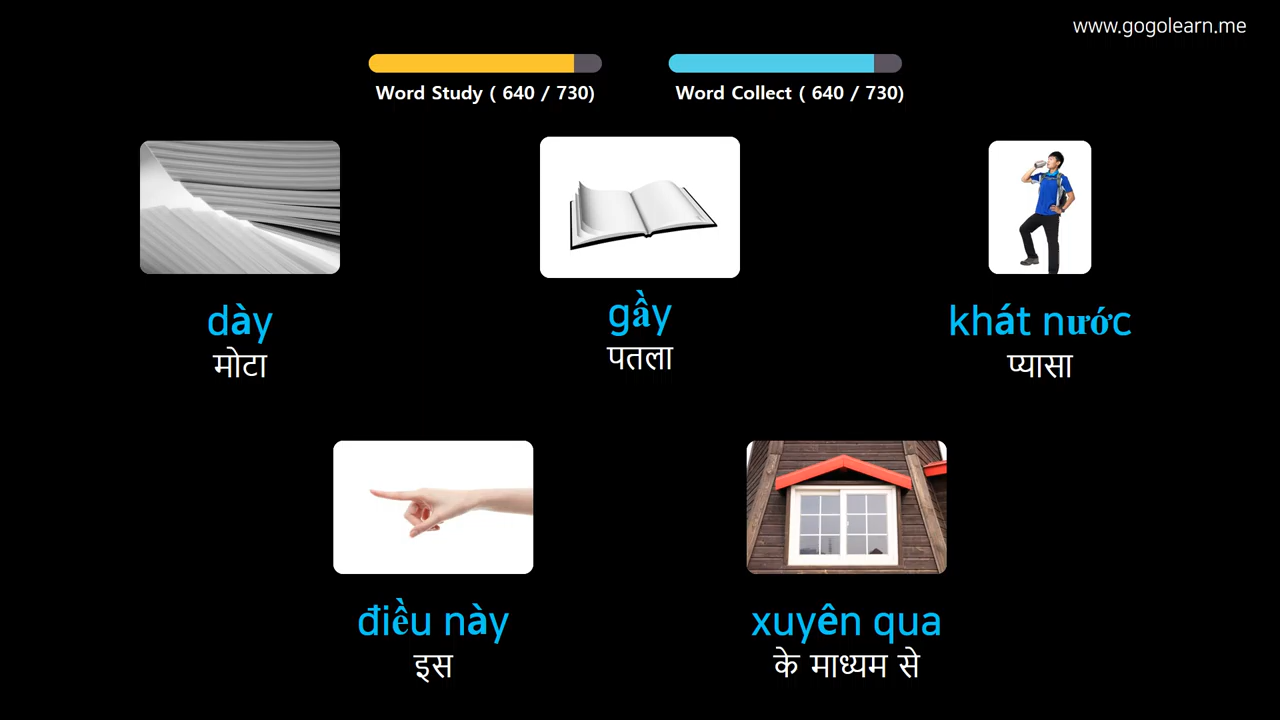 www.gogolearn.me
Word Study ( 640 / 730)
Word Collect ( 640 / 730)
dày
मोटा
gầy
पतला
khát nước
प्यासा
điều này
इस
xuyên qua
के माध्यम से